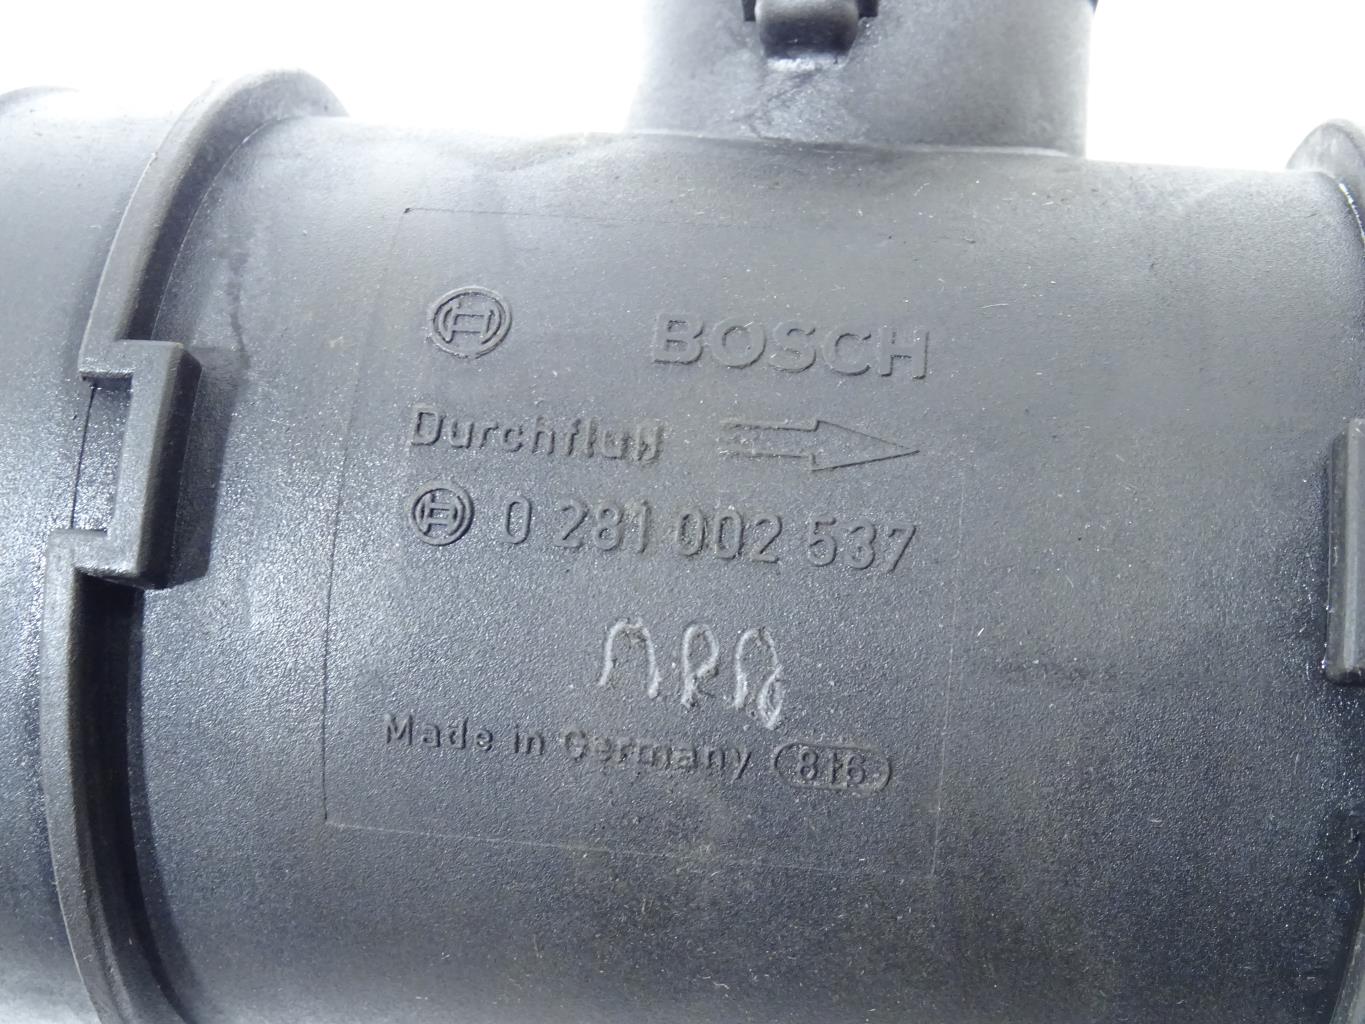 BOSCH
Durchfluß
0 281 002 537
Made in Germany 816